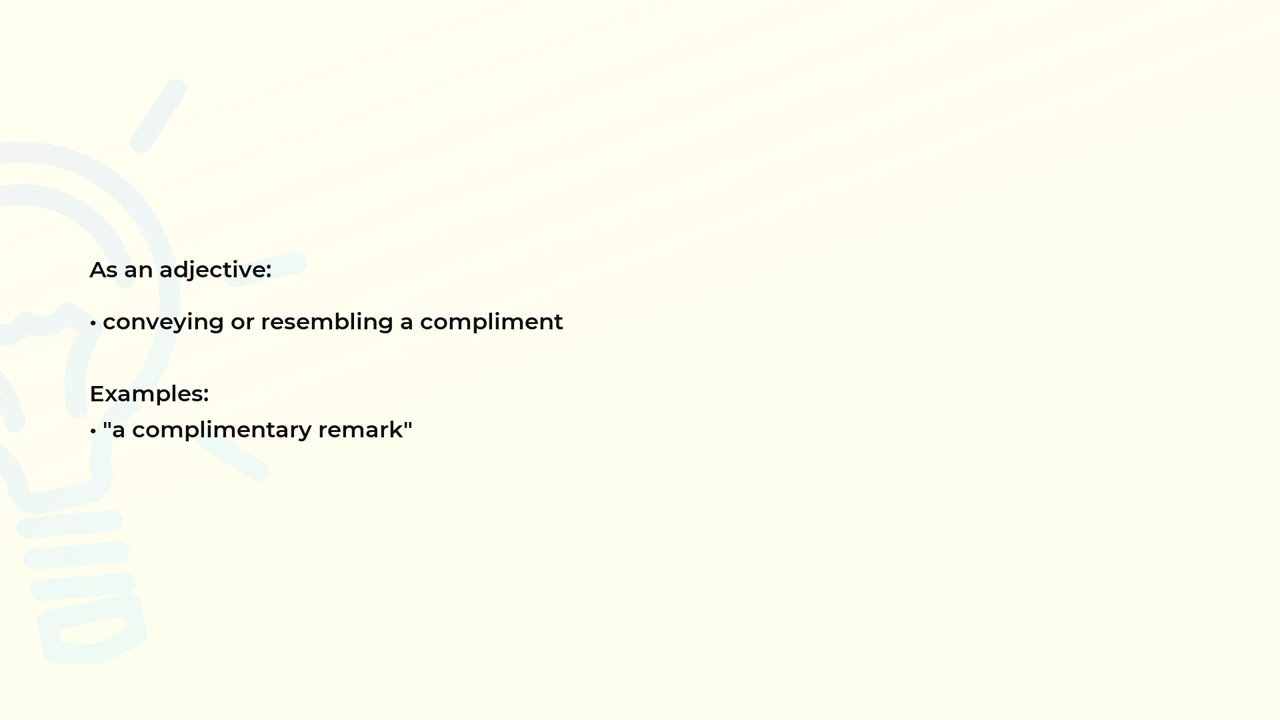 As an adjective:
• conveying or resembling a compliment
Examples:
• "a complimentary remark"